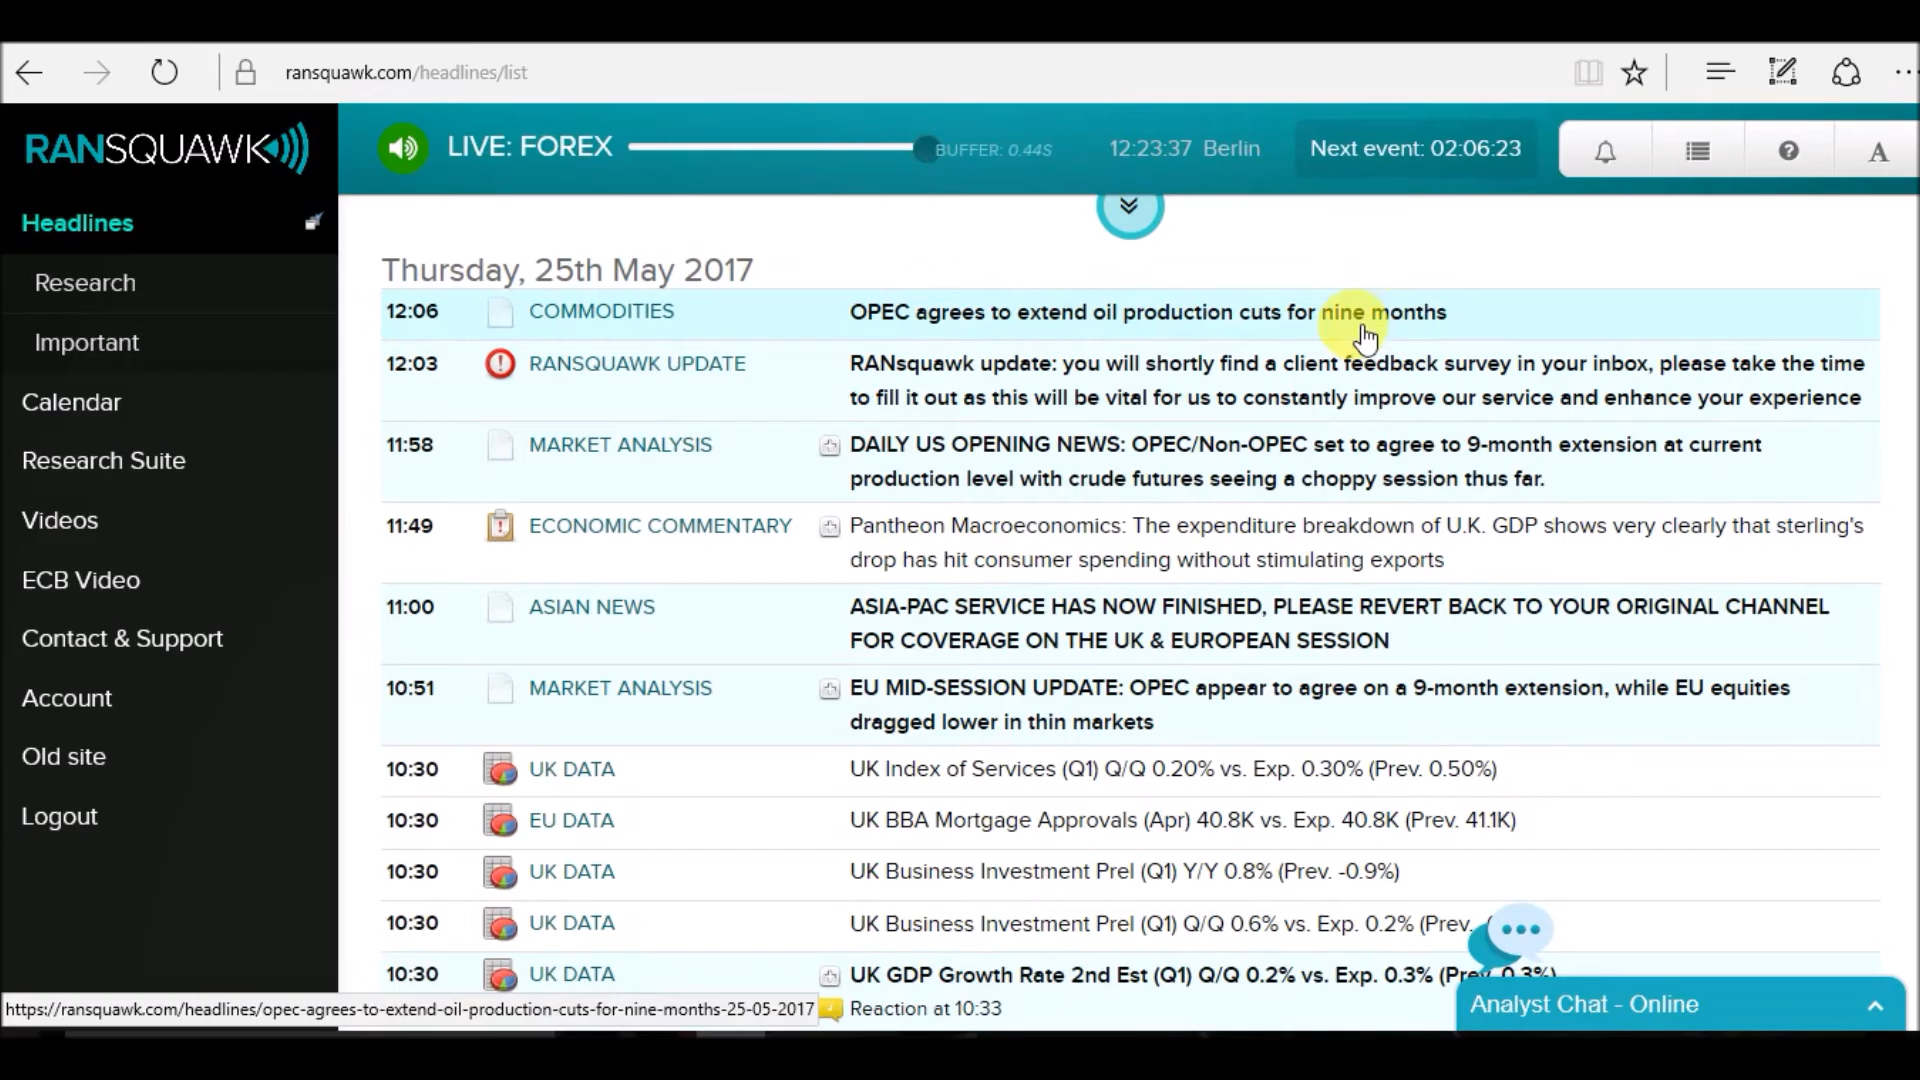 ransquawk.com/headlines/list
RANSQUAWK
LIVE: FOREX
BUFFER: 0.44S
12:23:37 Berlin
Next event: 02:06:23
A
Headlines
Research
Important
Calendar
Research Suite
Videos
ECB Video
Contact & Support
Account
Old site
Logout
Thursday, 25th May 2017
12:06 COMMODITIES OPEC agrees to extend oil production cuts for nine months
12:03 RANSQUAWK UPDATE RANsquawk update: you will shortly find a client feedback survey in your inbox, please take the time
to fill it out as this will be vital for us to constantly improve our service and enhance your experience
11:58 MARKET ANALYSIS DAILY US OPENING NEWS: OPEC/Non-OPEC set to agree to 9-month extension at current
production level with crude futures seeing a choppy session thus far.
11:49 ECONOMIC COMMENTARY Pantheon Macroeconomics: The expenditure breakdown of U.K. GDP shows very clearly that sterling's
drop has hit consumer spending without stimulating exports
11:00 ASIAN NEWS ASIA-PAC SERVICE HAS NOW FINISHED, PLEASE REVERT BACK TO YOUR ORIGINAL CHANNEL
FOR COVERAGE ON THE UK & EUROPEAN SESSION
10:51 MARKET ANALYSIS EU MID-SESSION UPDATE: OPEC appear to agree on a 9-month extension, while EU equities
dragged lower in thin markets
10:30 UK DATA UK Index of Services (Q1) Q/Q 0.20% vs. Exp. 0.30% (Prev. 0.50%)
10:30 EU DATA UK BBA Mortgage Approvals (Apr) 40.8K vs. Exp. 40.8K (Prev. 41.1K)
10:30 UK DATA UK Business Investment Prel (Q1) Y/Y 0.8% (Prev. -0.9%)
10:30 UK DATA UK Business Investment Prel (Q1) Q/Q 0.6% vs. Exp. 0.2% (Prev.
10:30 UK DATA UK GDP Growth Rate 2nd Est (Q1) Q/Q 0.2% vs. Exp. 0.3% (Prev. 0.3%)
Reaction at 10:33
https://ransquawk.com/headlines/opec-agrees-to-extend-oil-production-cuts-for-nine-months-25-05-2017
Analyst Chat - Online